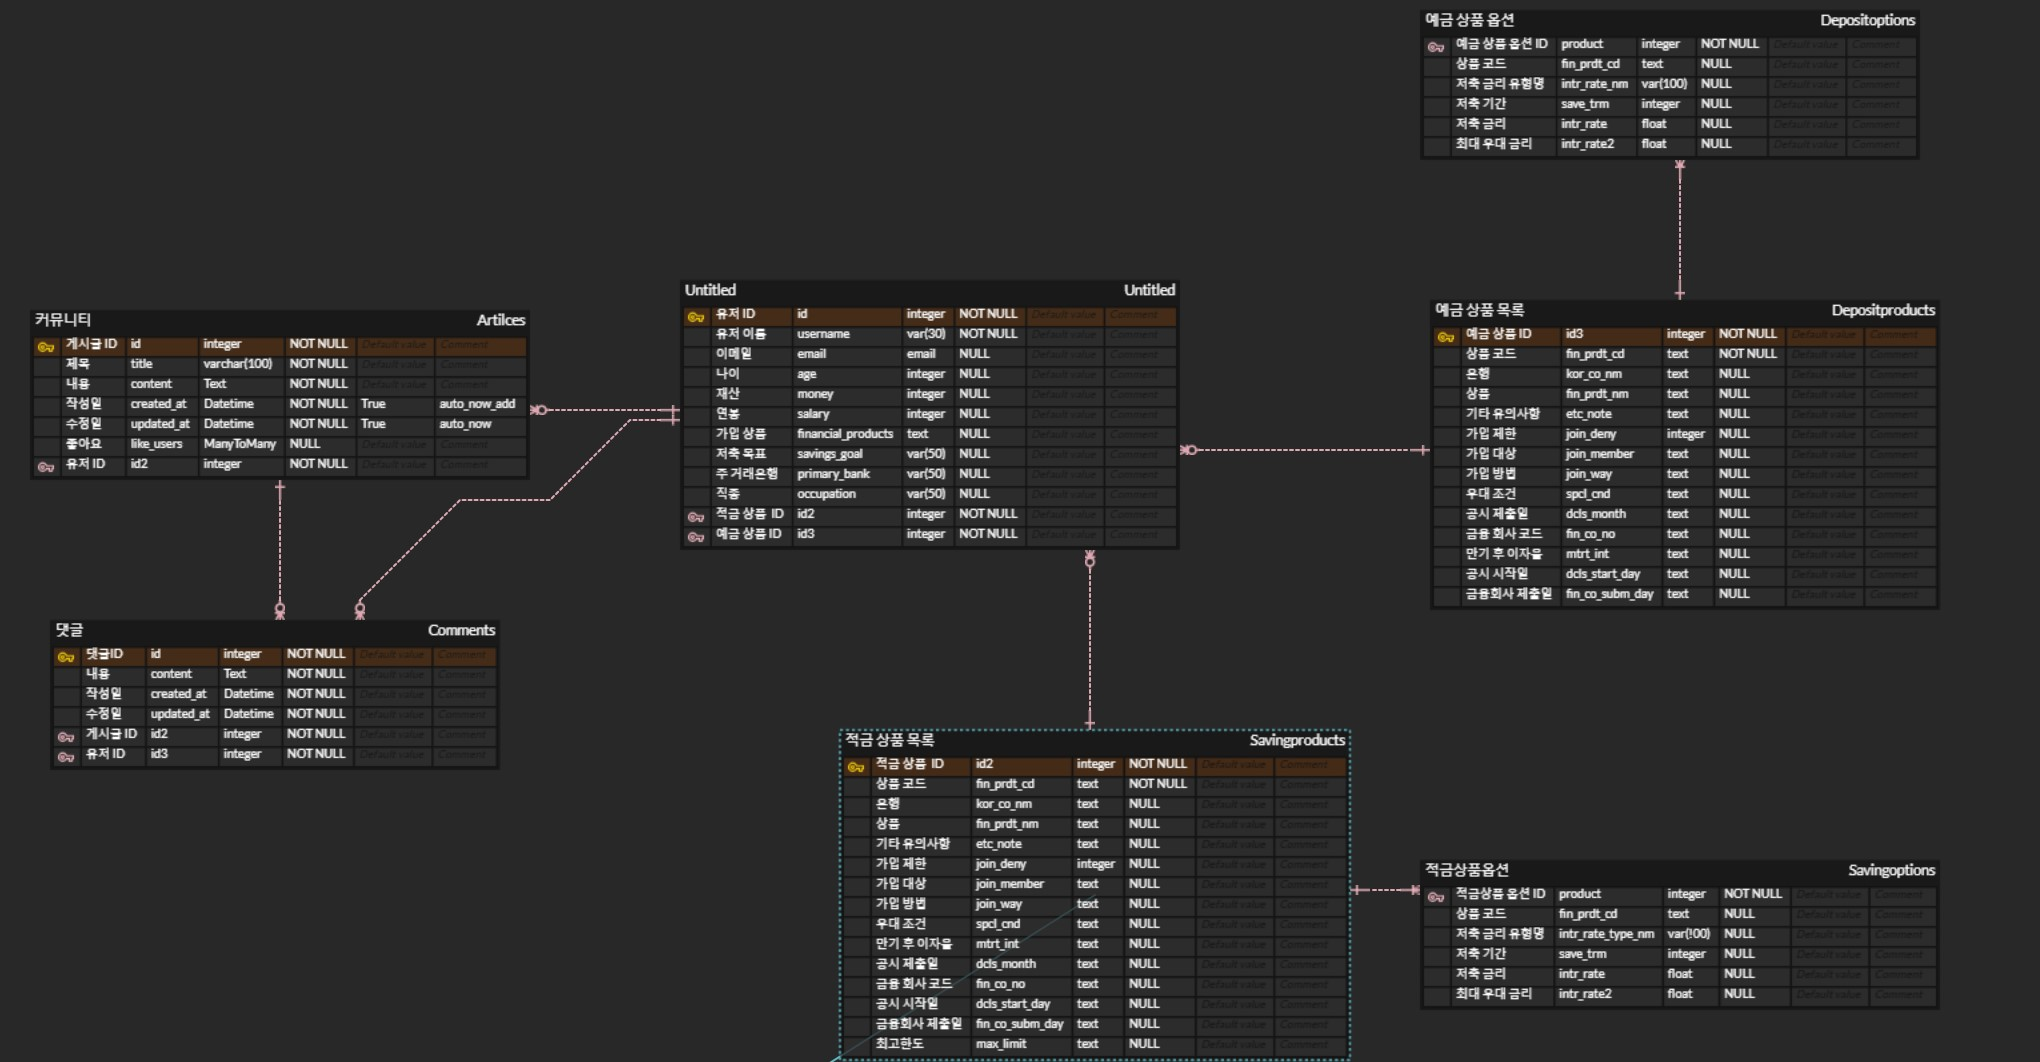 예금 상품 옵션 Depositoptions
예금 상품 옵션 ID product integer NOT NULL Default value Comment
상품 코드 fin_prdt_cd text NULL Default value Comment
저축 금리 유형명 intr_rate_nm var(100) NULL Default value Comment
저축 기간 save_trm integer NULL Default value Comment
저축 금리 intr_rate float NULL Default value Comment
최대 우대 금리 intr_rate2 float NULL Default value Comment
커뮤니티 Artilces
게시글 ID id integer NOT NULL Default value Comment
제목 title varchar(100) NOT NULL Default value Comment
내용 content Text NOT NULL Default value Comment
작성일 created_at Datetime NOT NULL True auto_now_add
수정일 updated_at Datetime NOT NULL True auto_now
좋아요 like_users ManyToMany NULL Default value Comment
유저 ID id2 integer NOT NULL Default value Comment
Untitled Untitled
유저 ID id integer NOT NULL Default value Comment
유저 이름 username var(30) NOT NULL Default value Comment
이메일 email email NULL Default value Comment
나이 age integer NULL Default value Comment
재산 money integer NULL Default value Comment
연봉 salary integer NULL Default value Comment
가입 상품 financial_products text NULL Default value Comment
저축 목표 savings_goal var(50) NULL Default value Comment
주 거래은행 primary_bank var(50) NULL Default value Comment
직종 occupation var(50) NULL Default value Comment
적금 상품 ID id2 integer NOT NULL Default value Comment
예금 상품 ID id3 integer NOT NULL Default value Comment
예금 상품 목록 Depositproducts
예금 상품 ID id3 integer NOT NULL Default value Comment
상품 코드 fin_prdt_cd text NOT NULL Default value Comment
은행 kor_co_nm text NULL Default value Comment
상품 fin_prdt_nm text NULL Default value Comment
기타 유의사항 etc_note text NULL Default value Comment
가입 제한 join_deny integer NULL Default value Comment
가입 대상 join_member text NULL Default value Comment
가입 방법 join_way text NULL Default value Comment
우대 조건 spcl_cnd text NULL Default value Comment
공시 제출일 dcls_month text NULL Default value Comment
금융 회사 코드 fin_co_no text NULL Default value Comment
만기 후 이자율 mtrt_int text NULL Default value Comment
공시 시작일 dcls_start_day text NULL Default value Comment
금융회사 제출일 fin_co_subm_day text NULL Default value Comment
댓글 Comments
댓글ID id integer NOT NULL Default value Comment
내용 content Text NOT NULL Default value Comment
작성일 created_at Datetime NOT NULL Default value Comment
수정일 updated_at Datetime NOT NULL Default value Comment
게시글 ID id2 integer NOT NULL Default value Comment
유저 ID id3 integer NOT NULL Default value Comment
적금 상품 목록 Savingproducts
적금 상품 ID id2 integer NOT NULL Default value Comment
상품 코드 fin_prdt_cd text NOT NULL Default value Comment
은행 kor_co_nm text NULL Default value Comment
상품 fin_prdt_nm text NULL Default value Comment
기타 유의사항 etc_note text NULL Default value Comment
가입 제한 join_deny integer NULL Default value Comment
가입 대상 join_member text NULL Default value Comment
가입 방법 join_way text NULL Default value Comment
우대 조건 spcl_cnd text NULL Default value Comment
만기 후 이자율 mtrt_int text NULL Default value Comment
공시 제출일 dcls_month text NULL Default value Comment
금융 회사 코드 fin_co_no text NULL Default value Comment
공시 시작일 dcls_start_day text NULL Default value Comment
금융회사 제출일 fin_co_subm_day text NULL Default value Comment
최고한도 max_limit text NULL Default value Comment
적금상품옵션 Savingoptions
적금상품 옵션 ID product integer NOT NULL Default value Comment
상품 코드 fin_prdt_cd text NULL Default value Comment
저축 금리 유형명 intr_rate_type_nm var(!00) NULL Default value Comment
저축 기간 save_trm integer NULL Default value Comment
저축 금리 intr_rate float NULL Default value Comment
최대 우대 금리 intr_rate2 float NULL Default value Comment